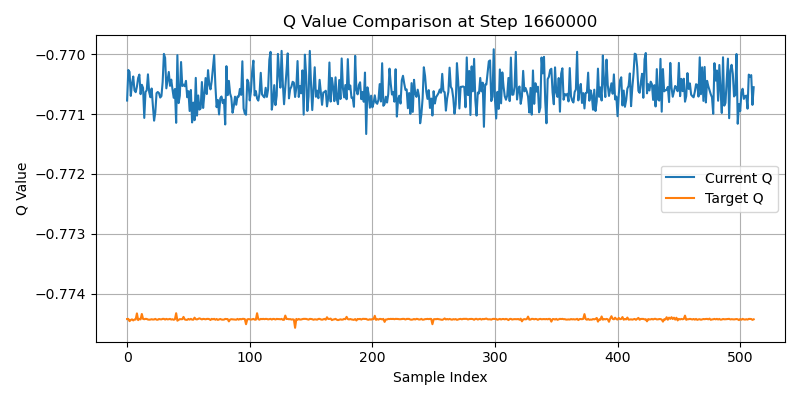 Q Value Comparison at Step 1660000
−0.770
−0.771
−0.772
−0.773
−0.774
Q Value
Current Q
Target Q
0 100 200 300 400 500
Sample Index